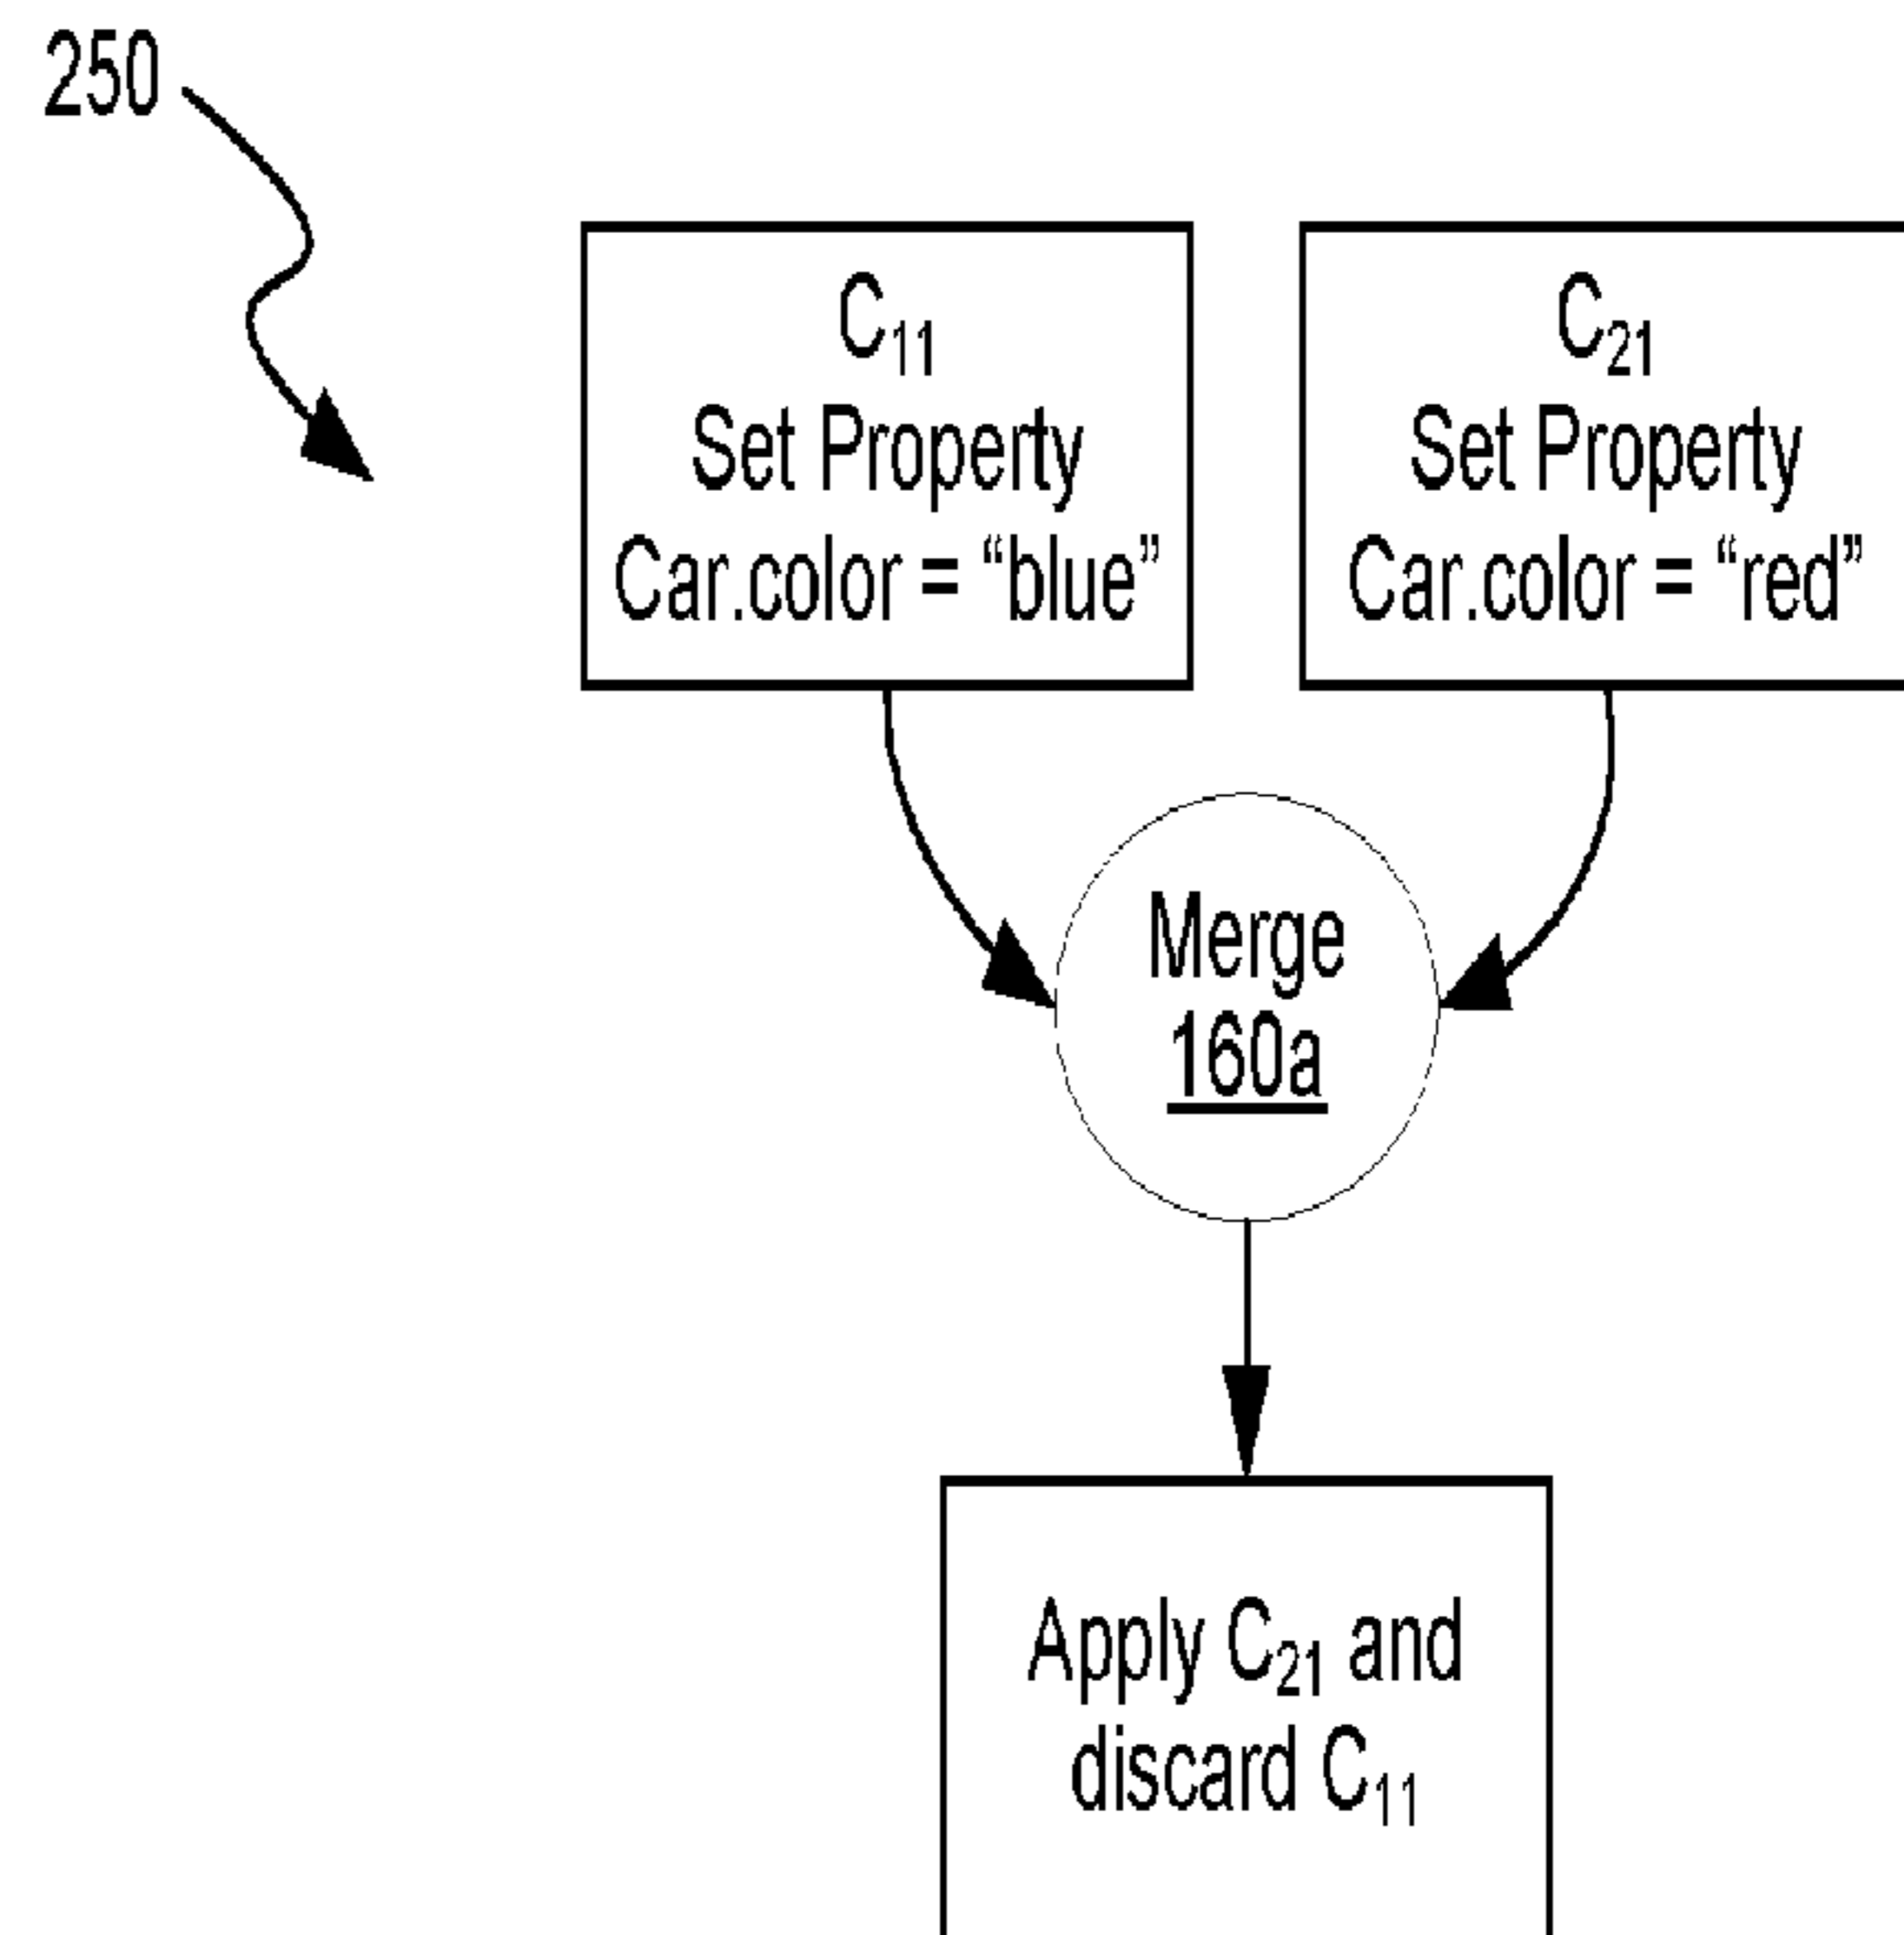 250
C₁₁
Set Property
Car.color = “blue”
C₂₁
Set Property
Car.color = “red”
Merge
160a
Apply C₂₁ and
discard C₁₁